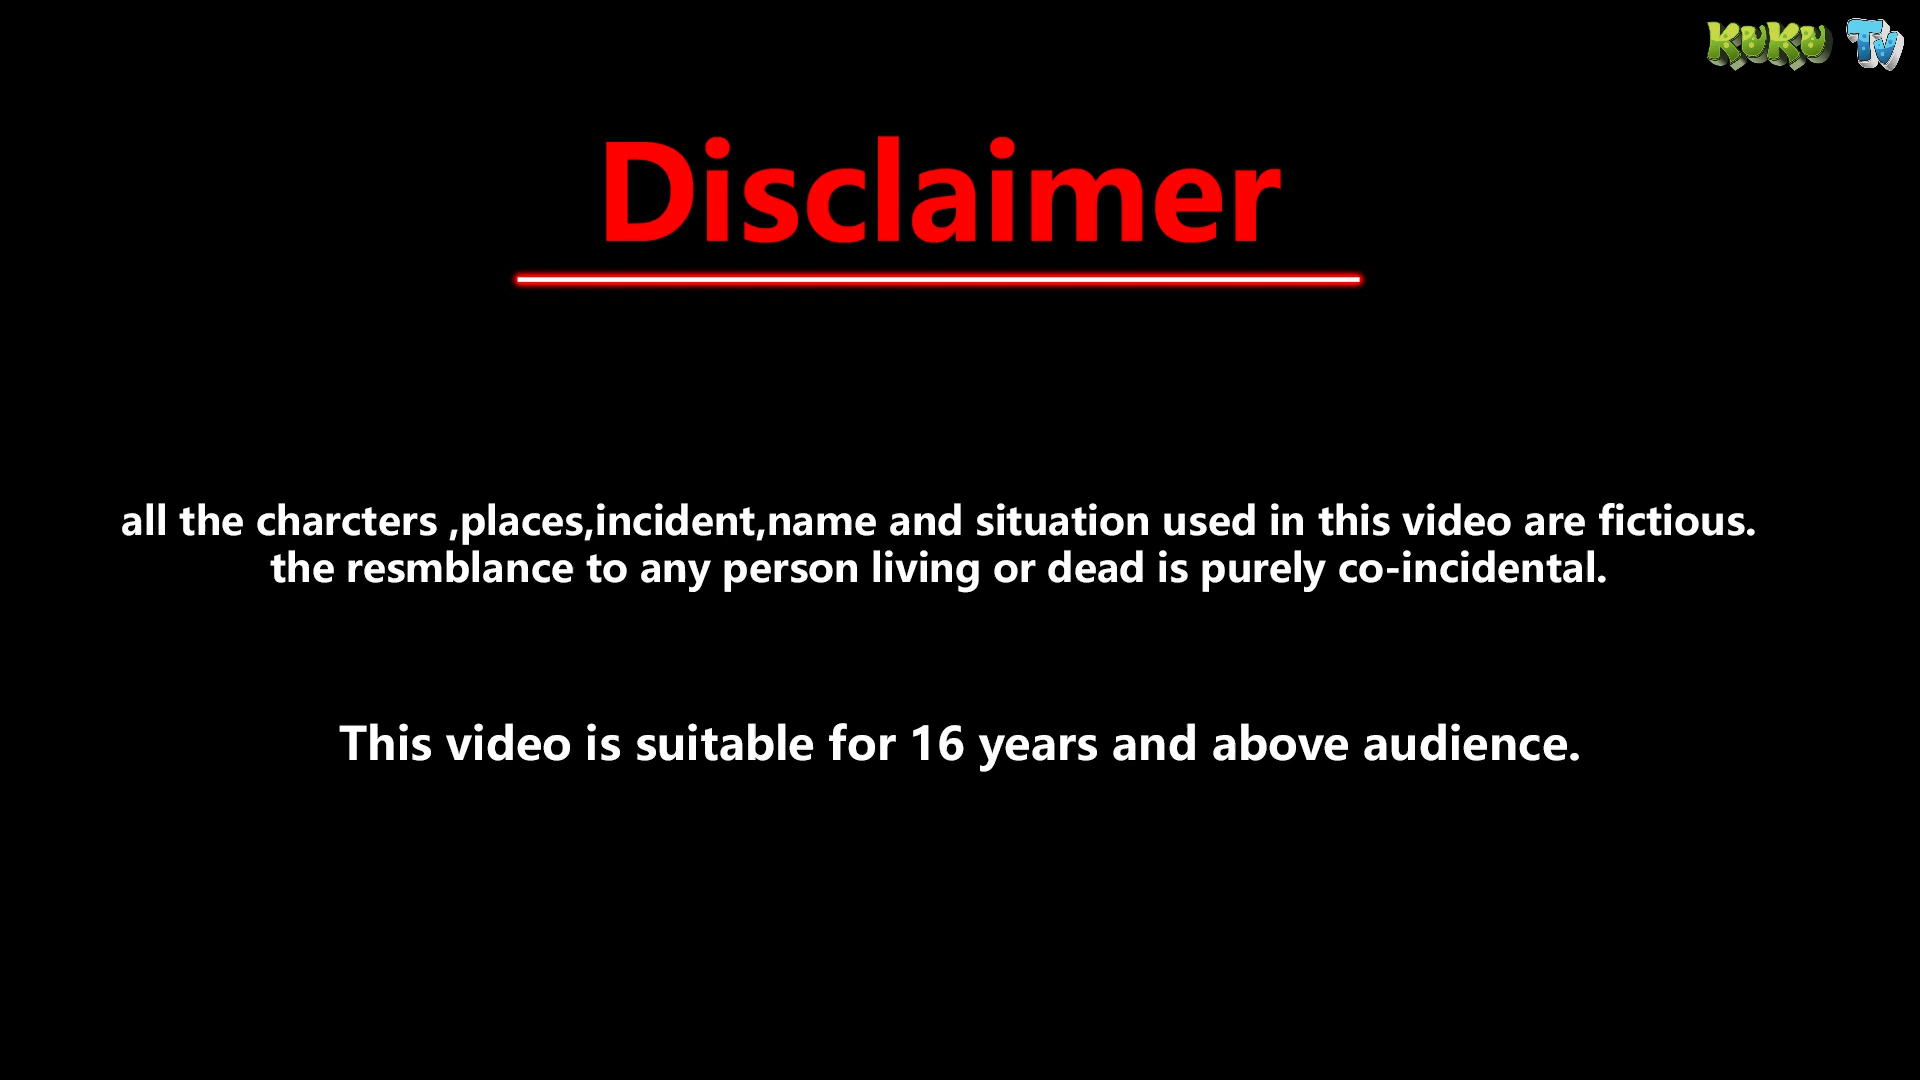 KUKU TV
Disclaimer
all the charcters ,places,incident,name and situation used in this video are fictious.
the resmblance to any person living or dead is purely co-incidental.
This video is suitable for 16 years and above audience.